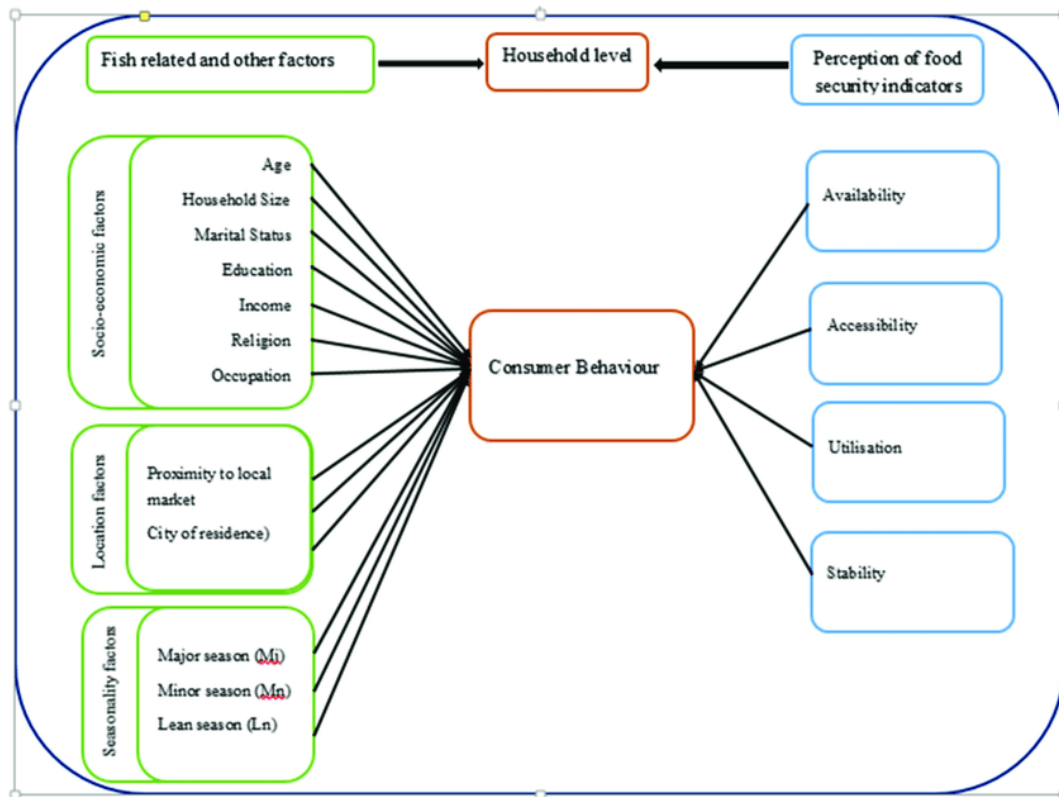 Fish related and other factors
Household level
Perception of food
security indicators
Socio-economic factors
Age
Household Size
Marital Status
Education
Income
Religion
Occupation
Location factors
Proximity to local
market
City of residence)
Seasonality factors
Major season (Mj)
Minor season (Mn)
Lean season (Ln)
Consumer Behaviour
Availability
Accessibility
Utilisation
Stability